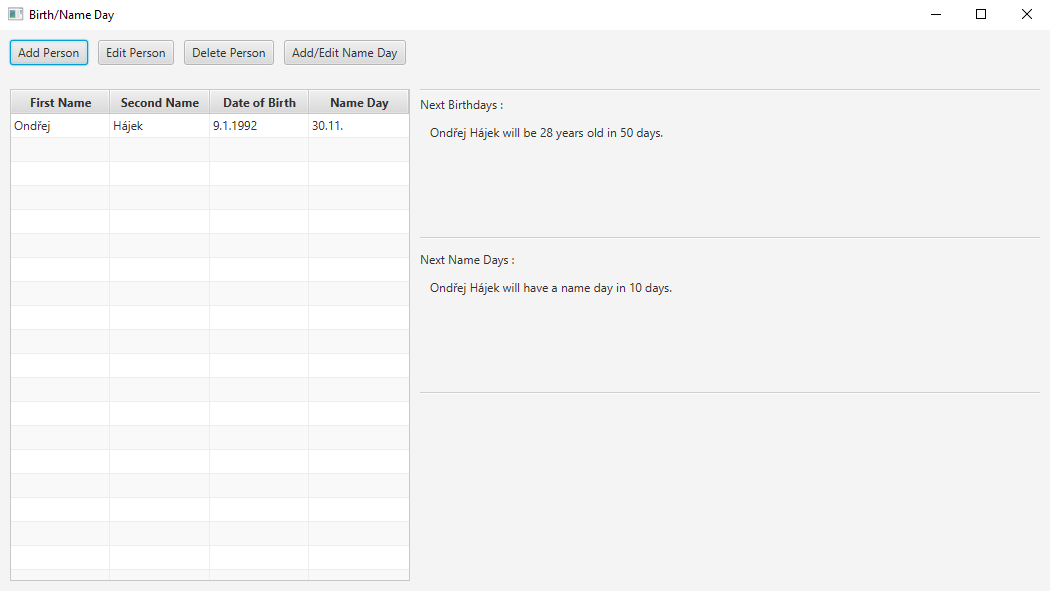 Birth/Name Day
Add Person Edit Person Delete Person Add/Edit Name Day
First Name Second Name Date of Birth Name Day
Ondřej Hájek 9.1.1992 30.11.
Next Birthdays :
Ondřej Hájek will be 28 years old in 50 days.
Next Name Days :
Ondřej Hájek will have a name day in 10 days.